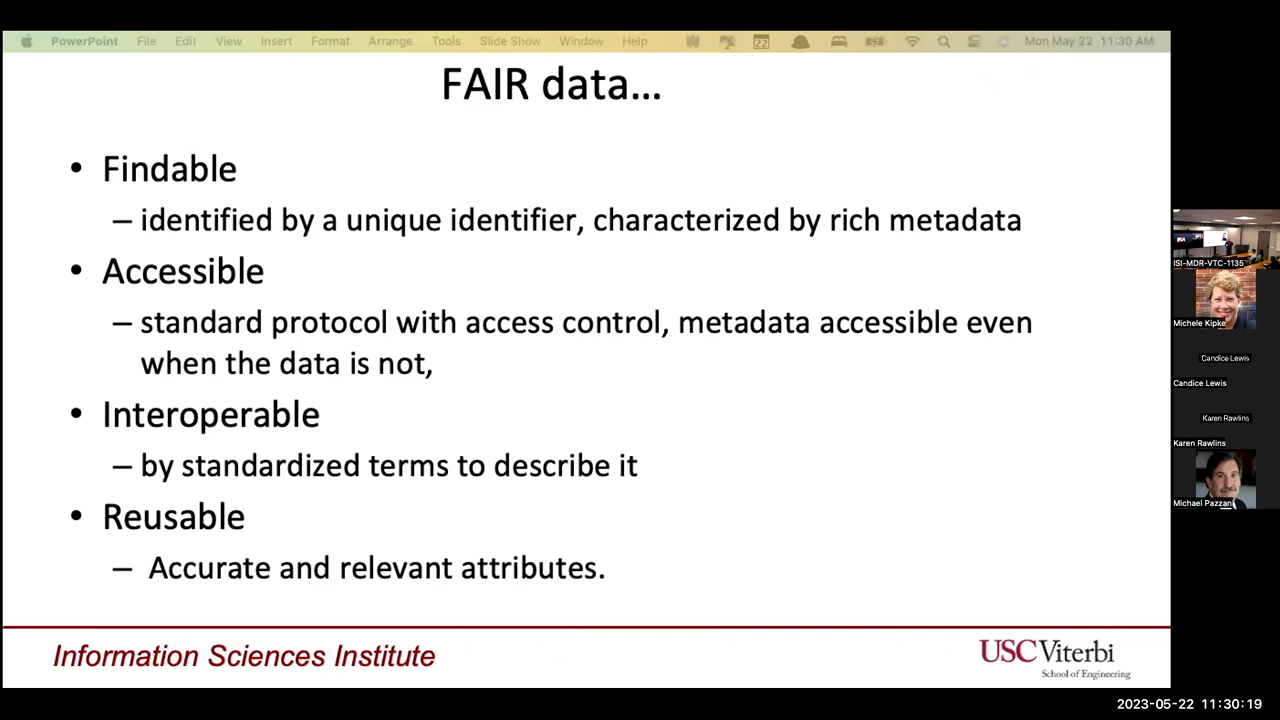 PowerPoint File Edit View Insert Format Arrange Tools Slide Show Window Help 22 Mon May 22 11:30 AM
FAIR data...
• Findable
– identified by a unique identifier, characterized by rich metadata
• Accessible
– standard protocol with access control, metadata accessible even
when the data is not,
• Interoperable
– by standardized terms to describe it
• Reusable
– Accurate and relevant attributes.
Information Sciences Institute
USC Viterbi
School of Engineering
ISI-MDR-VTC-1135
Michele Kipke
Candice Lewis
Candice Lewis
Karen Rawlins
Karen Rawlins
Michael Pazzani
2023-05-22 11:30:19